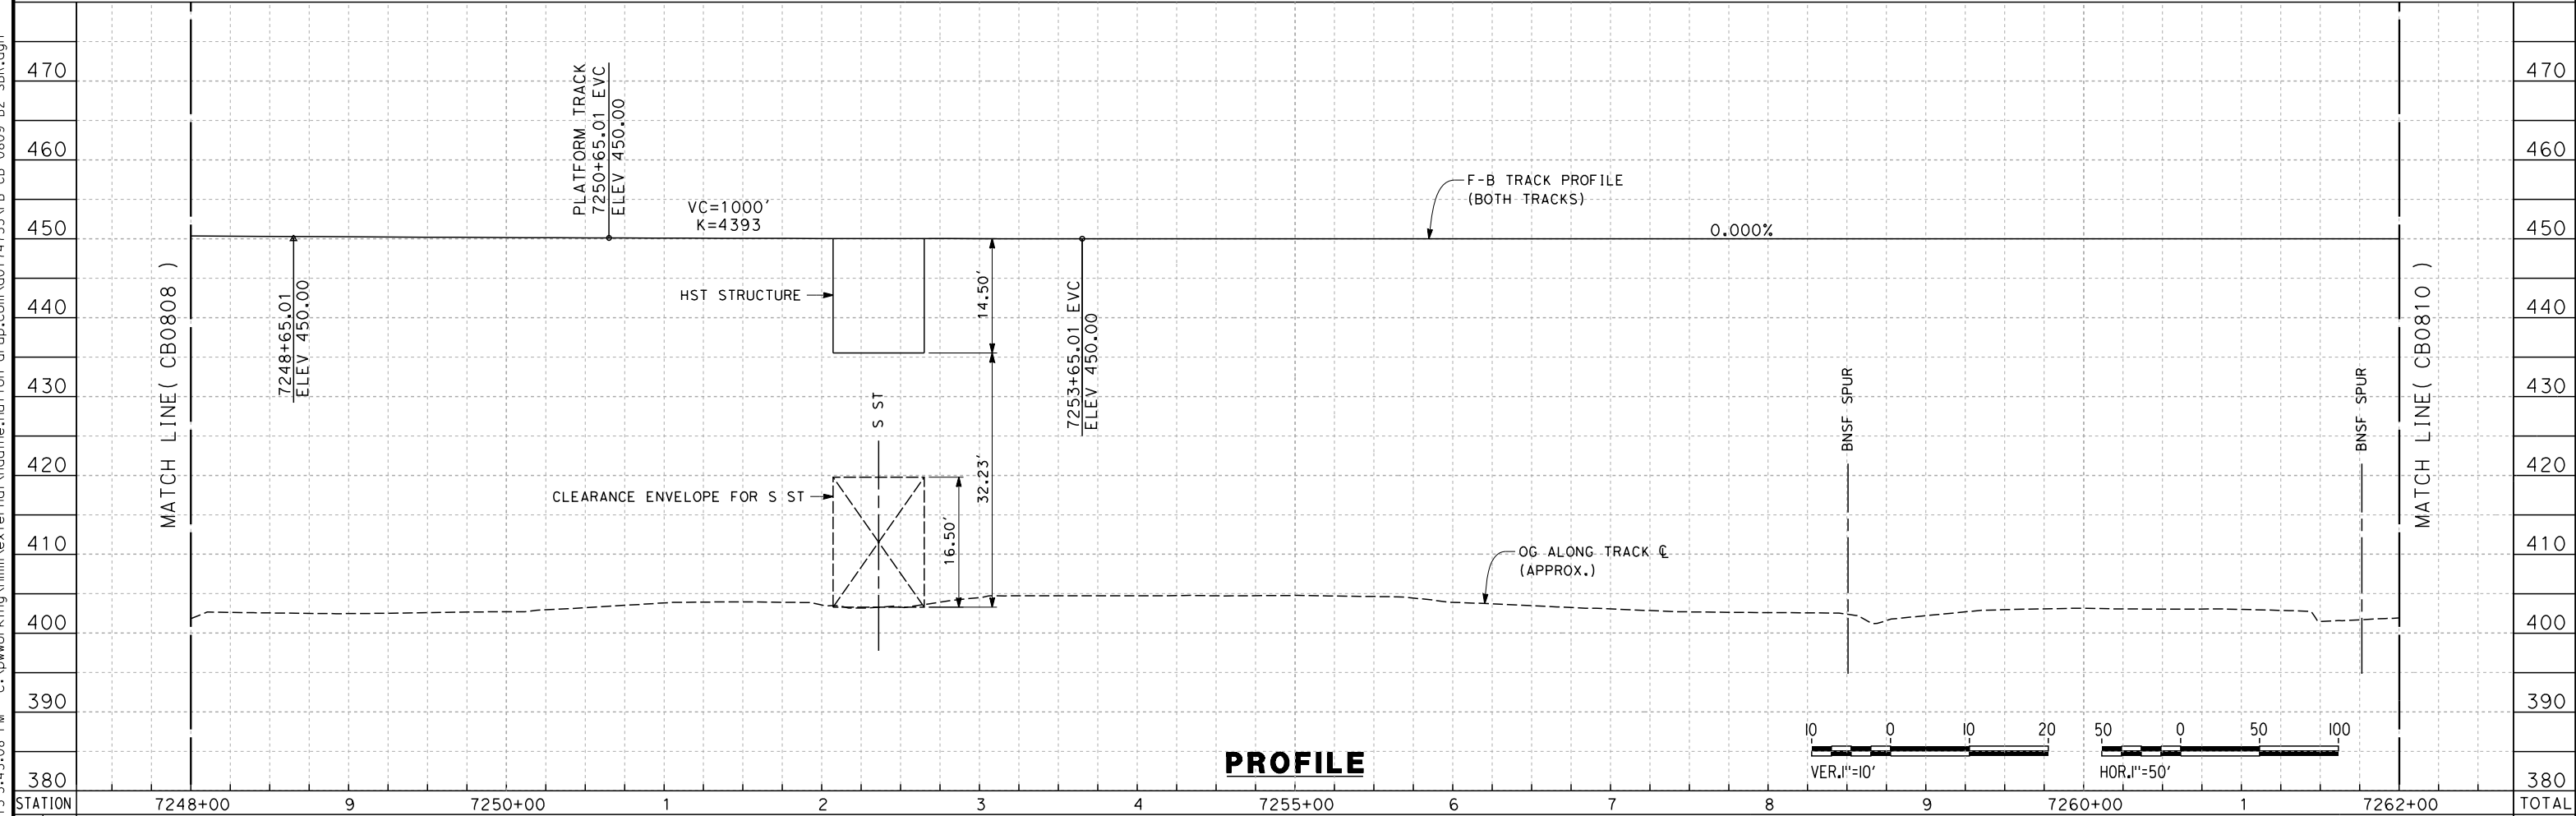 470
460
450
440
430
420
410
400
390
380
MATCH LINE( CB0808 )
7248+65.01
ELEV 450.00
PLATFORM TRACK
7250+65.01 EVC
ELEV 450.00
VC=1000'
K=4393
HST STRUCTURE
14.50'
32.23'
S ST
CLEARANCE ENVELOPE FOR S ST
16.50'
7253+65.01 EVC
ELEV 450.00
F-B TRACK PROFILE
(BOTH TRACKS)
0.000%
OG ALONG TRACK ℄
(APPROX.)
BNSF SPUR
BNSF SPUR
MATCH LINE( CB0810 )
470
460
450
440
430
420
410
400
390
380
10 0 10 20
VER.1"=10'
50 0 50 100
HOR.1"=50'
PROFILE
STATION 7248+00 9 7250+00 1 2 3 4 7255+00 6 7 8 9 7260+00 1 7262+00 TOTAL